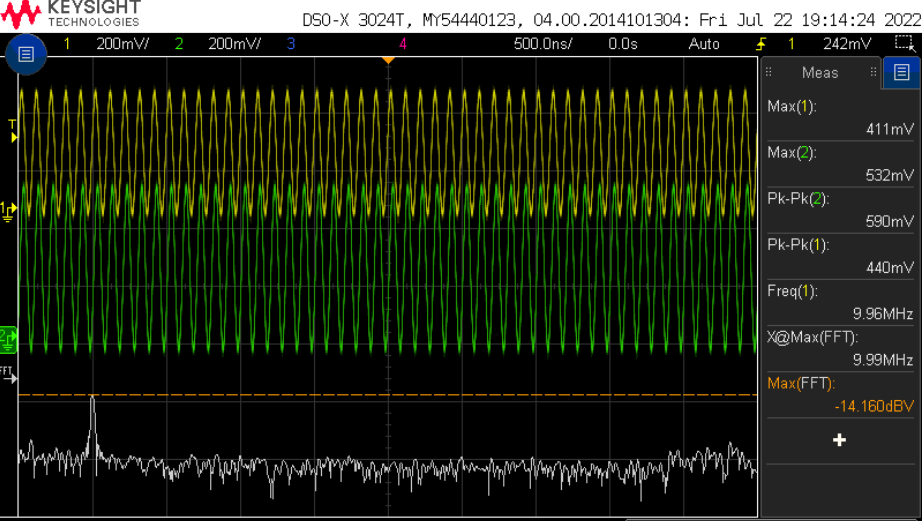 KEYSIGHT
TECHNOLOGIES
DSO-X 3024T, MY54440123, 04.00.2014101304: Fri Jul 22 19:14:24 2022
1 200mV/ 2 200mV/ 3 4 500.0ns/ 0.0s Auto 1 242mV
Meas
Max(1):
411mV
Max(2):
532mV
Pk-Pk(2):
590mV
Pk-Pk(1):
440mV
Freq(1):
9.96MHz
X@Max(FFT):
9.99MHz
Max(FFT):
-14.160dBV
+
T
1
2
FFT